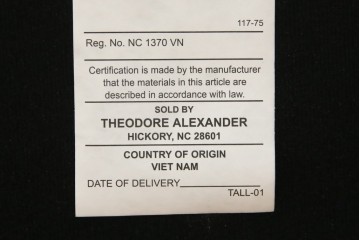 117-75
Reg. No. NC 1370 VN
Certification is made by the manufacturer
that the materials in this article are
described in accordance with law.
SOLD BY
THEODORE ALEXANDER
HICKORY, NC 28601
COUNTRY OF ORIGIN
VIET NAM
DATE OF DELIVERY
TALL-01